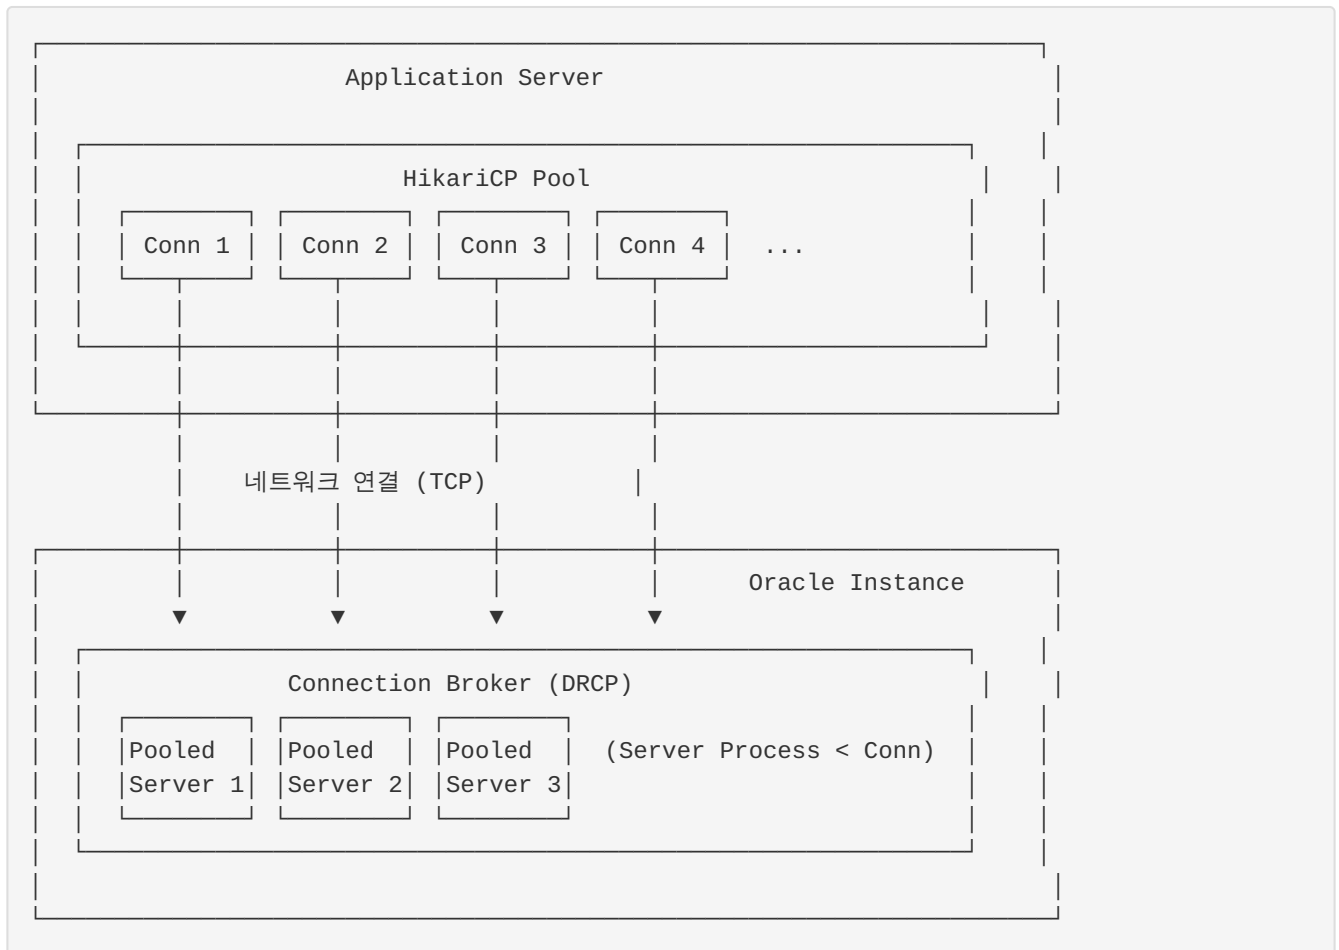 Application Server
HikariCP Pool
Conn 1 Conn 2 Conn 3 Conn 4 ...
네트워크 연결 (TCP)
Oracle Instance
Connection Broker (DRCP)
Pooled Pooled Pooled (Server Process < Conn)
Server 1 Server 2 Server 3